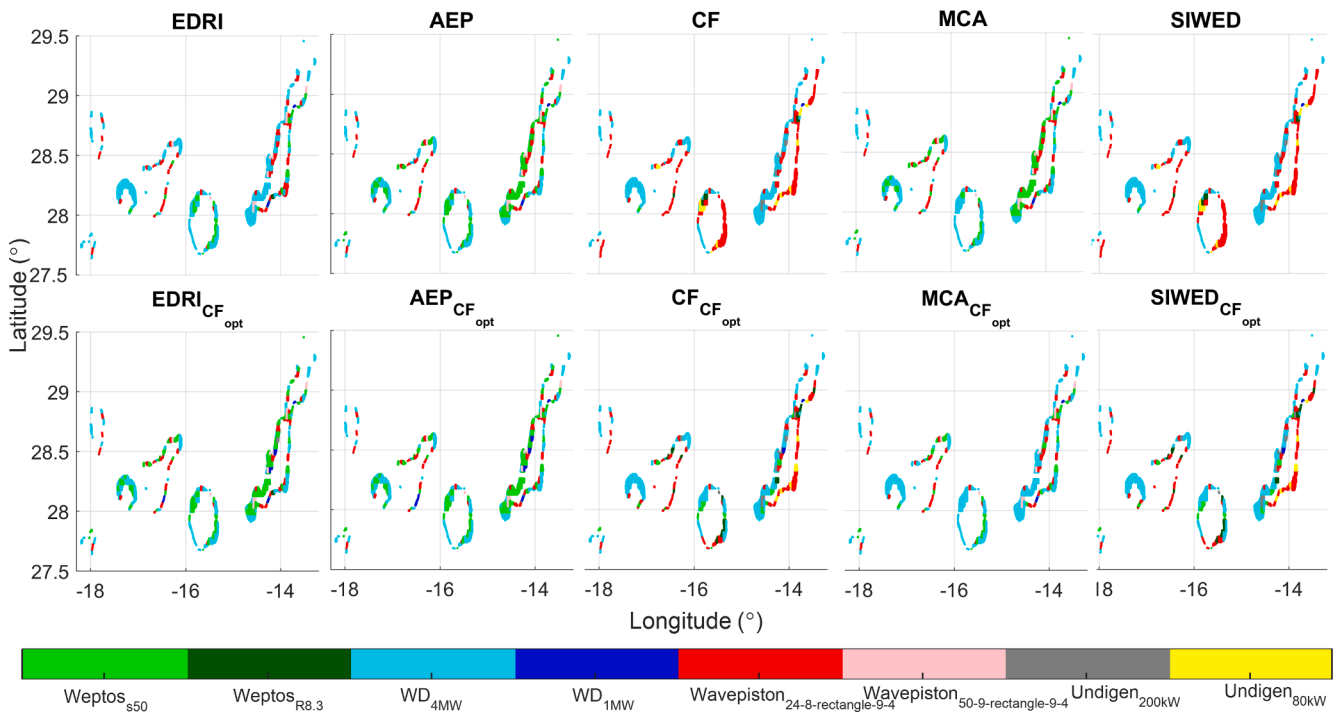 EDRI AEP CF MCA SIWED
29.5
29
28.5
28
27.5
Latitude (°)
EDRI_CF_opt AEP_CF_opt CF_CF_opt MCA_CF_opt SIWED_CF_opt
29.5
29
28.5
28
27.5
-18 -16 -14 -18 -16 -14 -18 -16 -14 -18 -16 -14 -18 -16 -14
Longitude (°)
Weptos_s50 Weptos_R8.3 WD_4MW WD_1MW Wavepiston_24-8-rectangle-9-4 Wavepiston_50-9-rectangle-9-4 Undigen_200kW Undigen_80kW